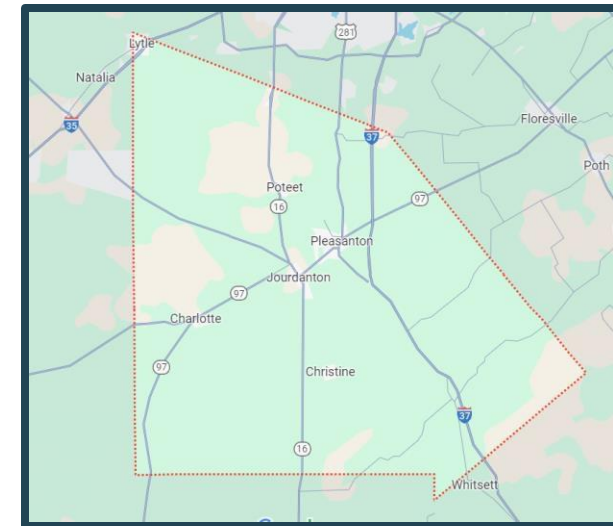 281
Lytle
Natalia
35
37
Floresville
Poth
Poteet
16
97
Pleasanton
Jourdanton
97
Charlotte
97
Christine
37
16
Whitsett